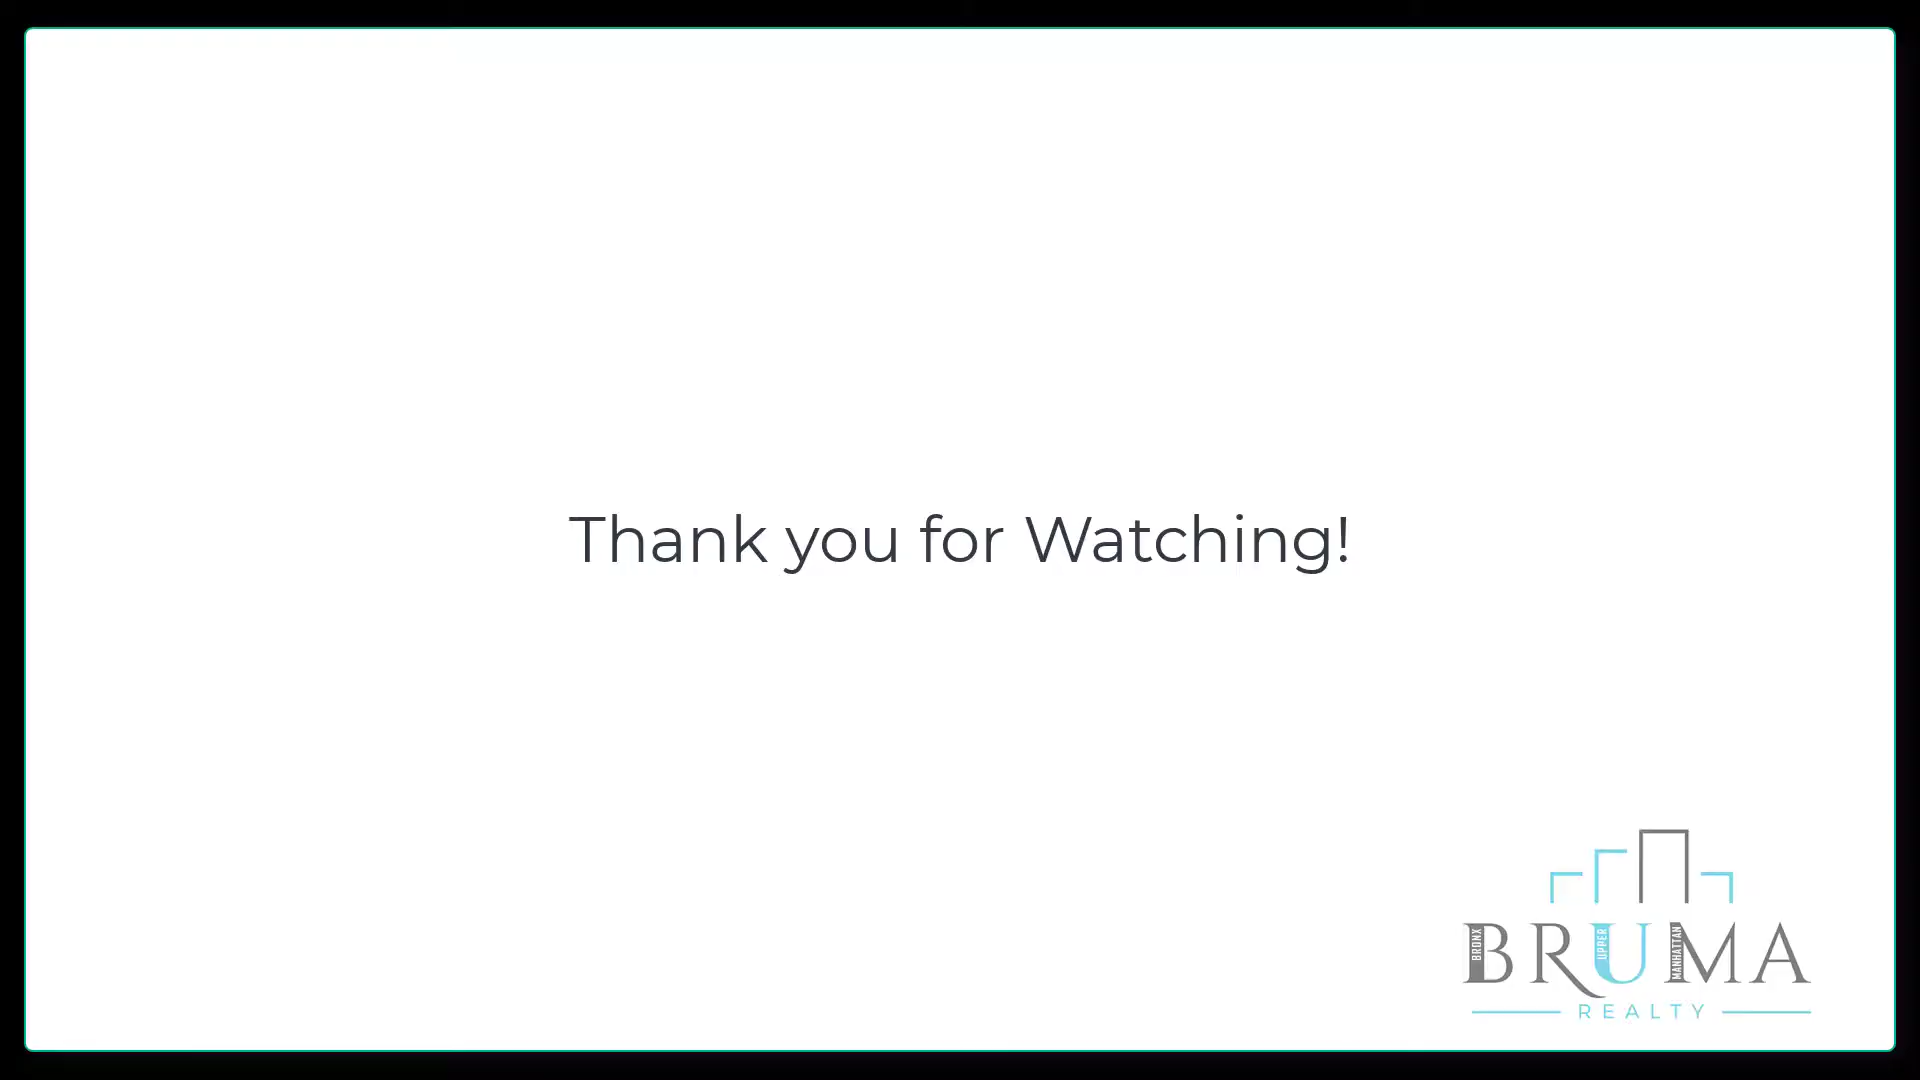 Thank you for Watching!
BRUMA
BRONX
UPPER
MANHATTAN
REALTY